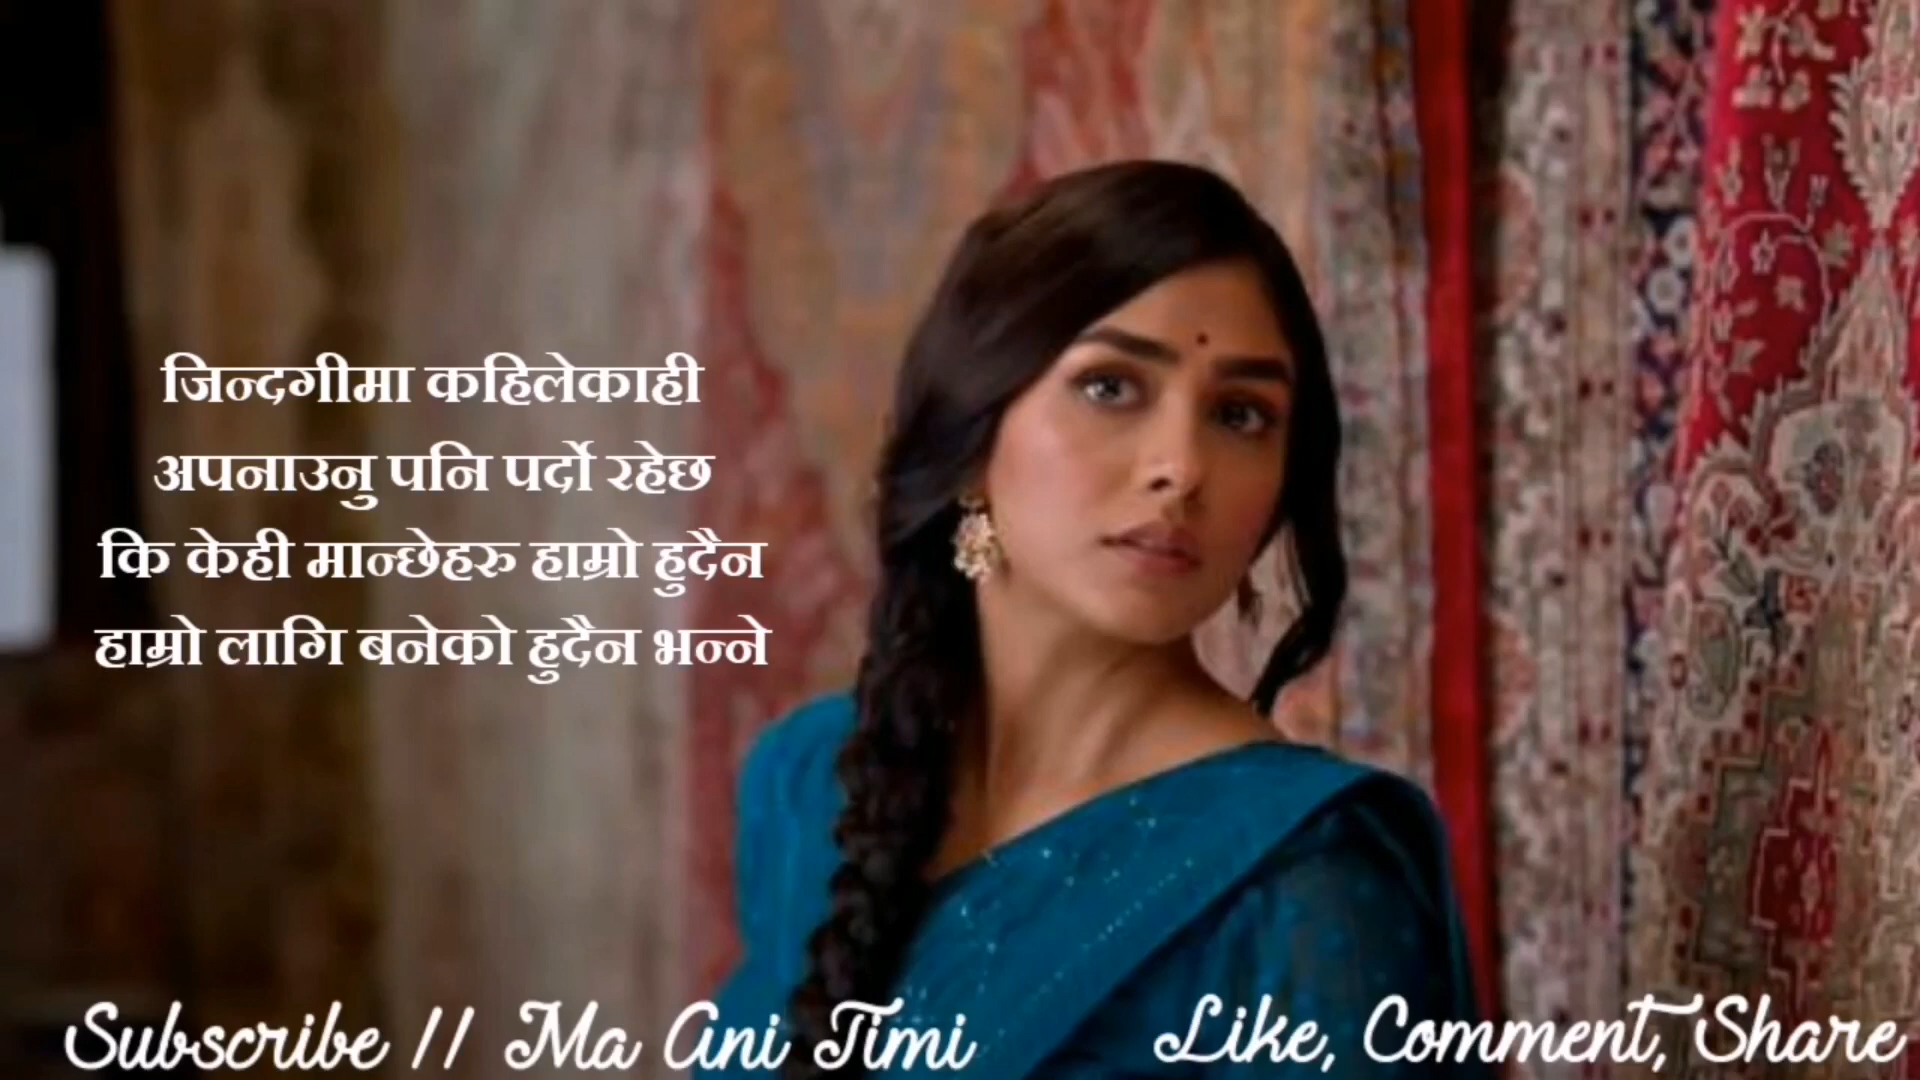 जिन्दगीमा कहिलेकाही
अपनाउनु पनि पर्दो रहेछ
कि केही मान्छेहरु हाम्रो हुदैन
हाम्रो लागि बनेको हुदैन भन्ने
Subscribe // Ma Ani Timi
Like, Comment, Share